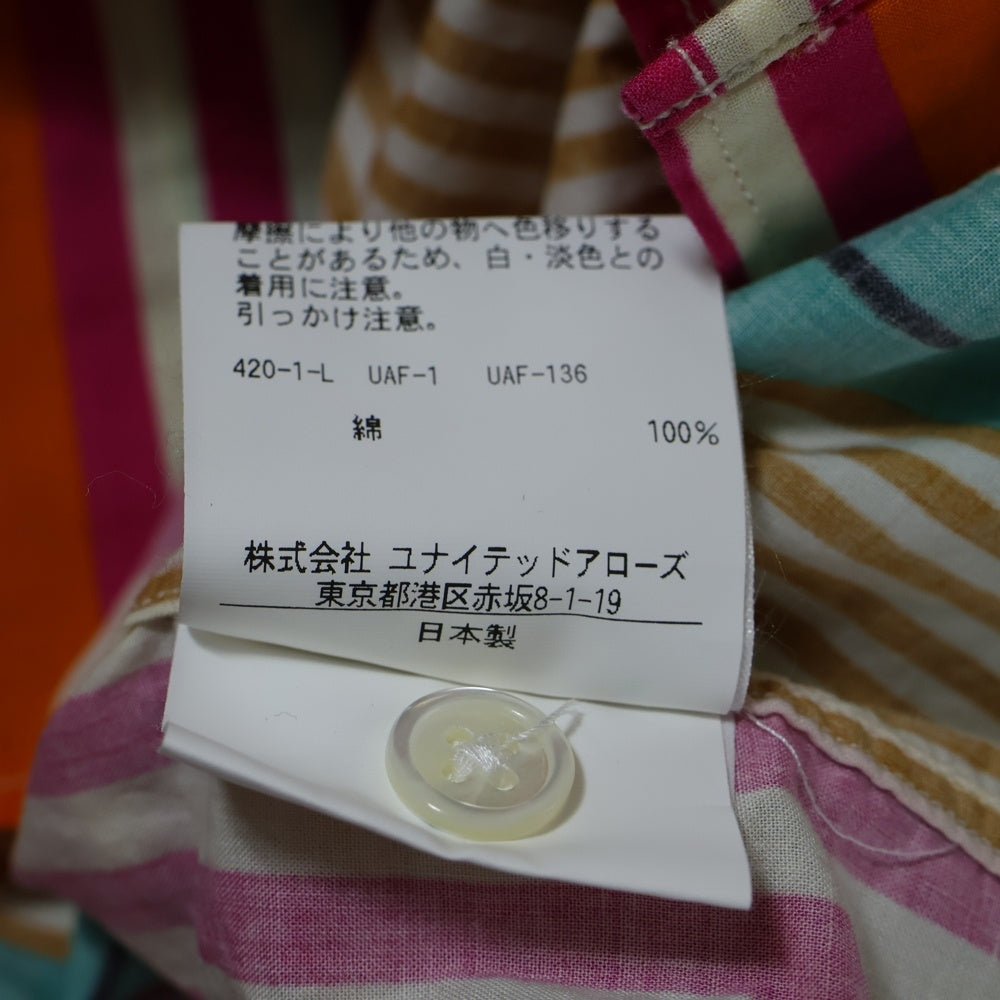 摩擦により他の物へ色移りする
ことがあるため、白・淡色との
着用に注意。
引っかけ注意。
420-1-L UAF-1 UAF-136
綿 100%
株式会社 ユナイテッドアローズ
東京都港区赤坂8-1-19
日本製